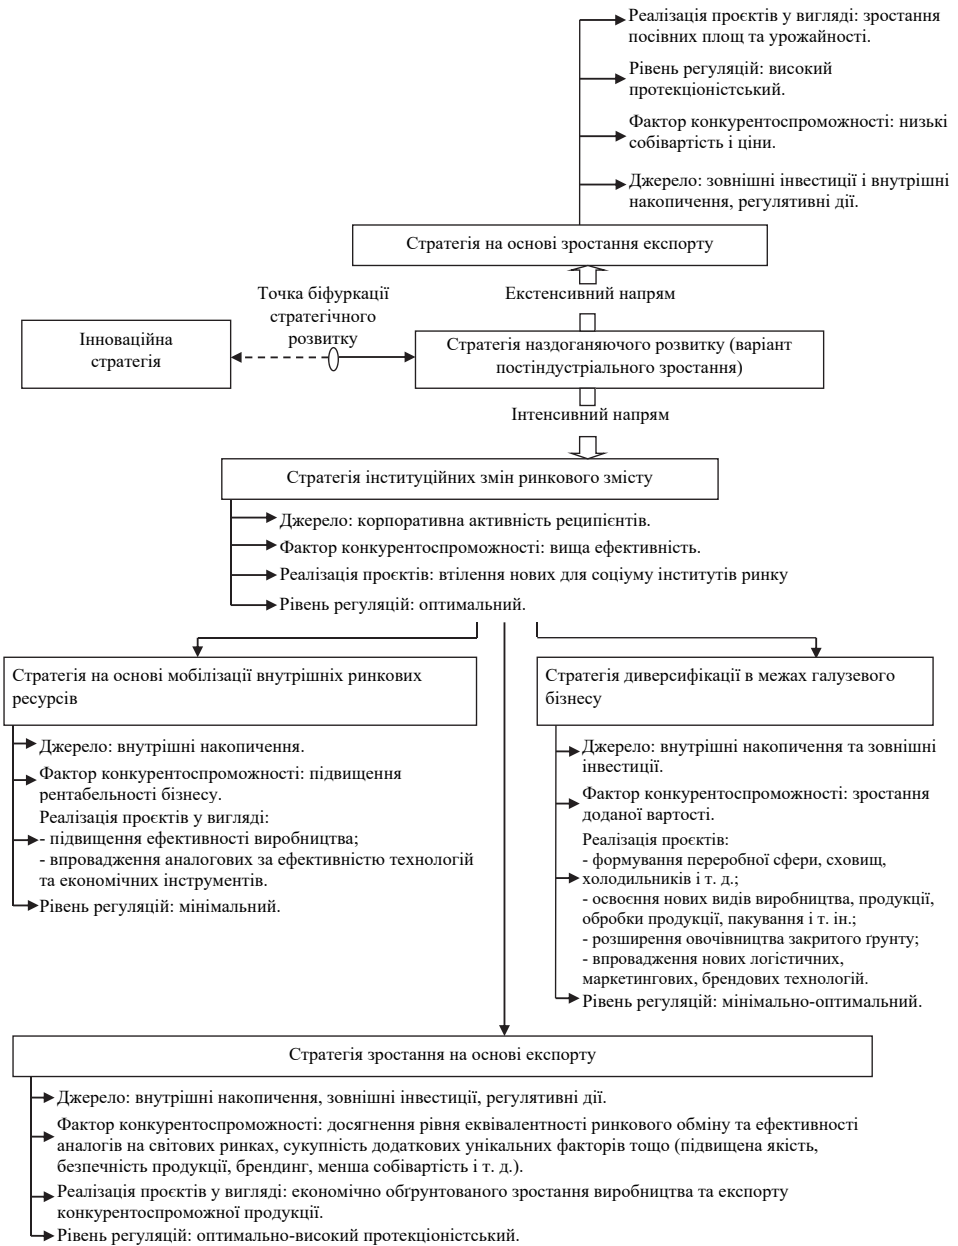 Реалізація проєктів у вигляді: зростання
посівних площ та урожайності.
Рівень регуляцій: високий
протекціоністський.
Фактор конкурентоспроможності: низькі
собівартість і ціни.
Джерело: зовнішні інвестиції і внутрішні
накопичення, регулятивні дії.
Стратегія на основі зростання експорту
Екстенсивний напрям
Точка біфуркації
стратегічного
розвитку
Інноваційна
стратегія
Стратегія наздоганяючого розвитку (варіант
постіндустріального зростання)
Інтенсивний напрям
Стратегія інституційних змін ринкового змісту
Джерело: корпоративна активність реципієнтів.
Фактор конкурентоспроможності: вища ефективність.
Реалізація проєктів: втілення нових для соціуму інститутів ринку
Рівень регуляцій: оптимальний.
Стратегія на основі мобілізації внутрішніх ринкових
ресурсів
Джерело: внутрішні накопичення.
Фактор конкурентоспроможності: підвищення
рентабельності бізнесу.
Реалізація проєктів у вигляді:
- підвищення ефективності виробництва;
- впровадження аналогових за ефективністю технологій
та економічних інструментів.
Рівень регуляцій: мінімальний.
Стратегія диверсифікації в межах галузевого
бізнесу
Джерело: внутрішні накопичення та зовнішні
інвестиції.
Фактор конкурентоспроможності: зростання
доданої вартості.
Реалізація проєктів:
- формування переробної сфери, сховищ,
холодильників і т. д.;
- освоєння нових видів виробництва, продукції,
обробки продукції, пакування і т. ін.;
- розширення овочівництва закритого ґрунту;
- впровадження нових логістичних,
маркетингових, брендових технологій.
Рівень регуляцій: мінімально-оптимальний.
Стратегія зростання на основі експорту
Джерело: внутрішні накопичення, зовнішні інвестиції, регулятивні дії.
Фактор конкурентоспроможності: досягнення рівня еквівалентності ринкового обміну та ефективності
аналогів на світових ринках, сукупність додаткових унікальних факторів тощо (підвищена якість,
безпечність продукції, брендинг, менша собівартість і т. д.).
Реалізація проєктів у вигляді: економічно обґрунтованого зростання виробництва та експорту
конкурентоспроможної продукції.
Рівень регуляцій: оптимально-високий протекціоністський.